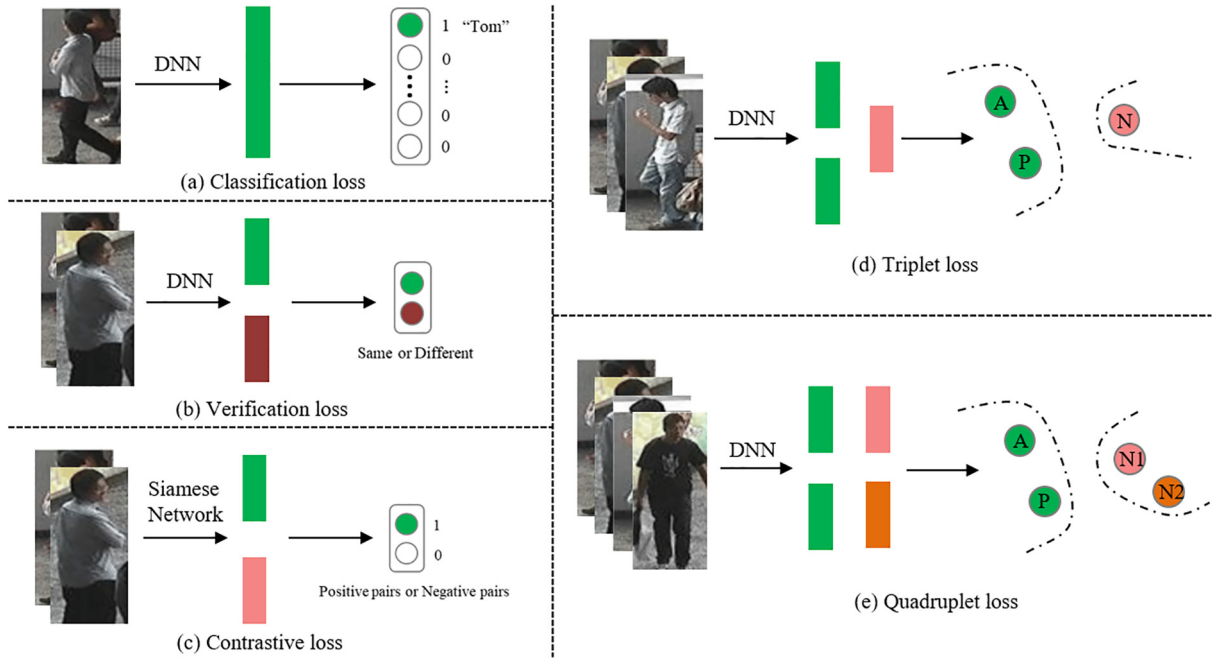 DNN
1 “Tom”
0
0
0
(a) Classification loss
DNN
Same or Different
(b) Verification loss
Siamese
Network
1
0
Positive pairs or Negative pairs
(c) Contrastive loss
DNN
A
P
N
(d) Triplet loss
DNN
A
P
N1
N2
(e) Quadruplet loss